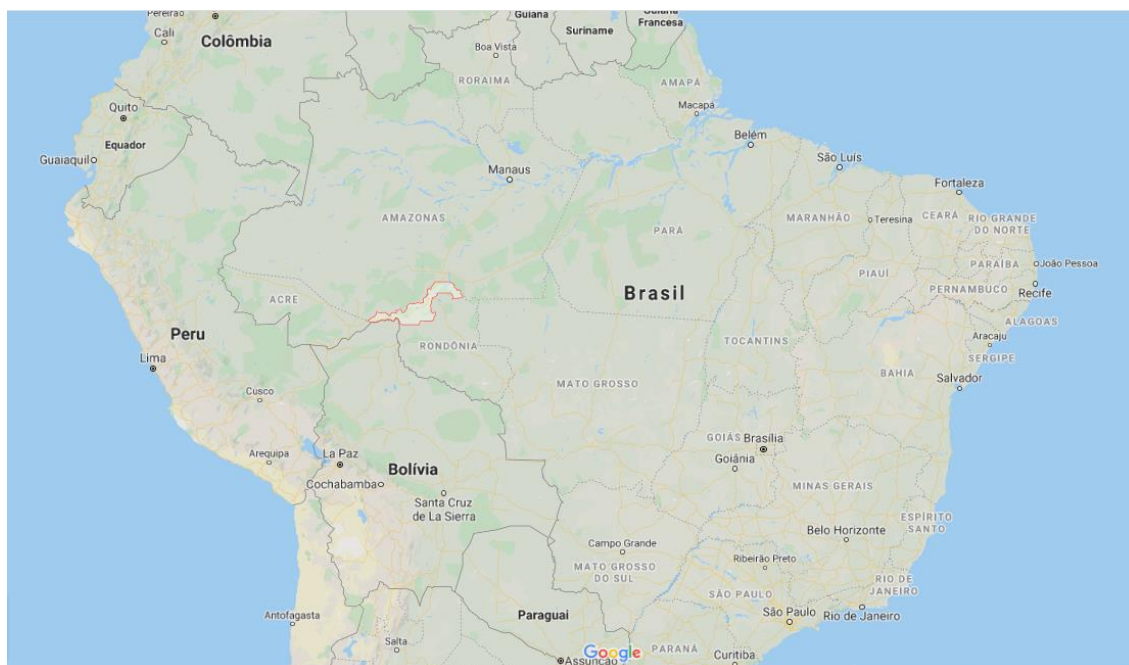 Pereira
Cali
Colômbia
Guiana
Suriname
Guiana
Francesa
Boa Vista
RORAIMA
AMAPÁ
Macapá
Quito
Equador
Guaiaquil
Belém
São Luís
Manaus
Fortaleza
AMAZONAS
PARÁ
MARANHÃO
Teresina
CEARÁ
RIO GRANDE
DO NORTE
PARAÍBA
João Pessoa
PIAUÍ
PERNAMBUCO
Recife
ACRE
Brasil
ALAGOAS
Peru
RONDÔNIA
TOCANTINS
Aracaju
SERGIPE
Lima
Cusco
MATO GROSSO
BAHIA
Salvador
GOIÁS
Brasília
Goiânia
Arequipa
La Paz
Bolívia
Cochabamba
Santa Cruz
de La Sierra
MINAS GERAIS
ESPÍRITO
SANTO
Belo Horizonte
Campo Grande
MATO GROSSO
DO SUL
Ribeirão Preto
RIO DE
JANEIRO
SÃO PAULO
São Paulo
Rio de Janeiro
Antofagasta
Paraguai
Salta
Google
Assunção
PARANÁ
Curitiba